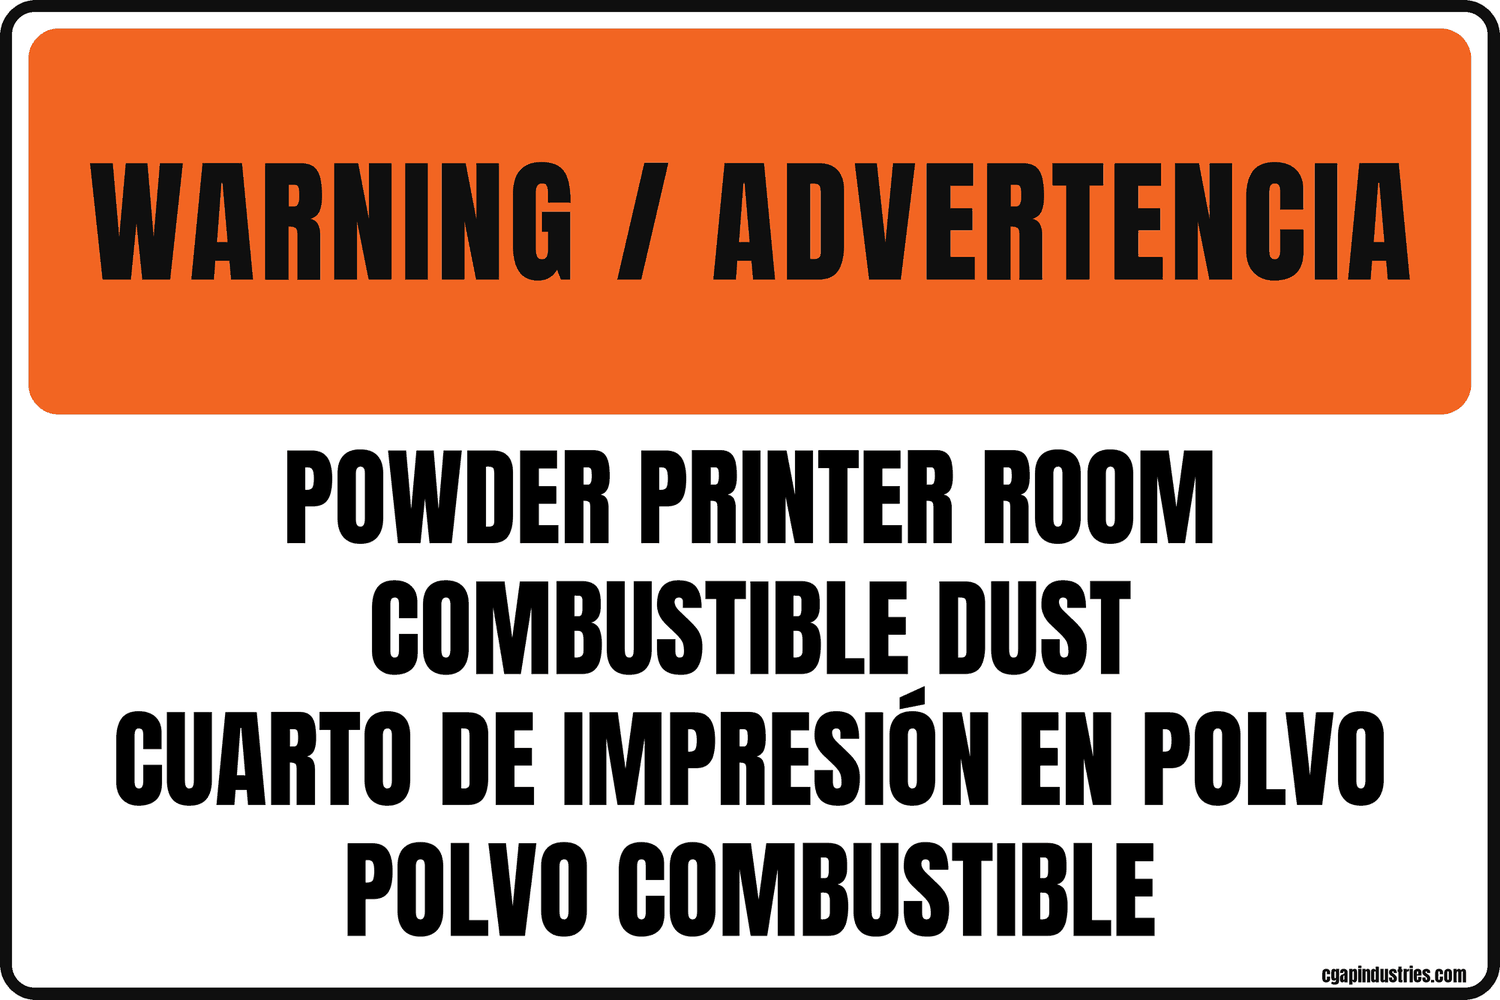 WARNING / ADVERTENCIA
POWDER PRINTER ROOM
COMBUSTIBLE DUST
CUARTO DE IMPRESIÓN EN POLVO
POLVO COMBUSTIBLE
cgapindustries.com